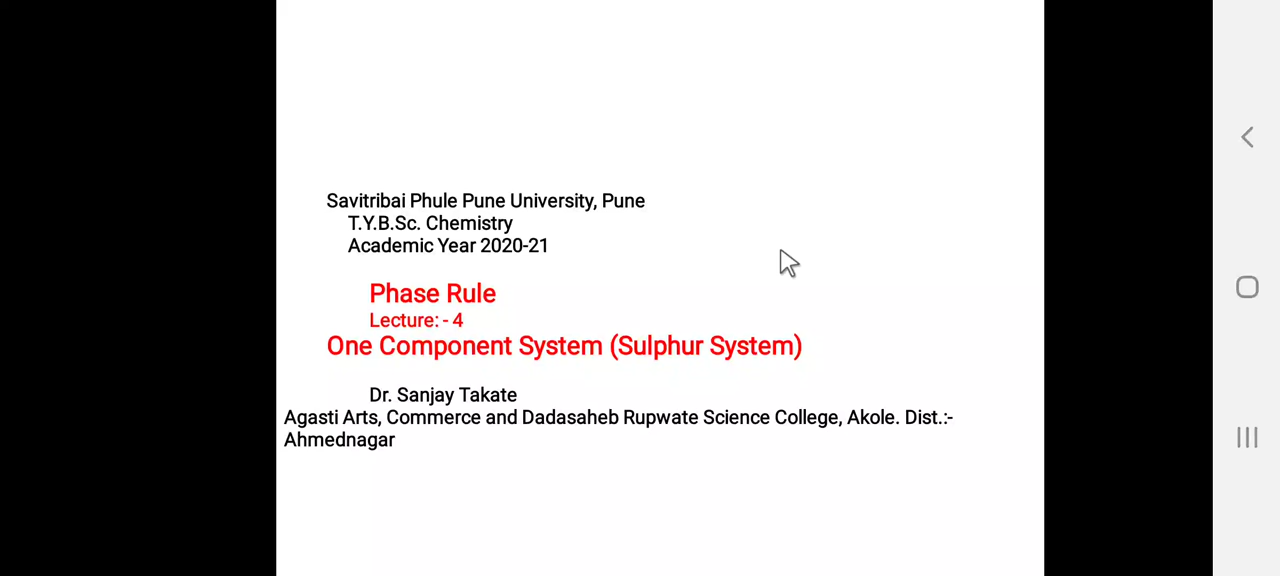 Savitribai Phule Pune University, Pune
T.Y.B.Sc. Chemistry
Academic Year 2020-21
Phase Rule
Lecture: - 4
One Component System (Sulphur System)
Dr. Sanjay Takate
Agasti Arts, Commerce and Dadasaheb Rupwate Science College, Akole. Dist.:-
Ahmednagar